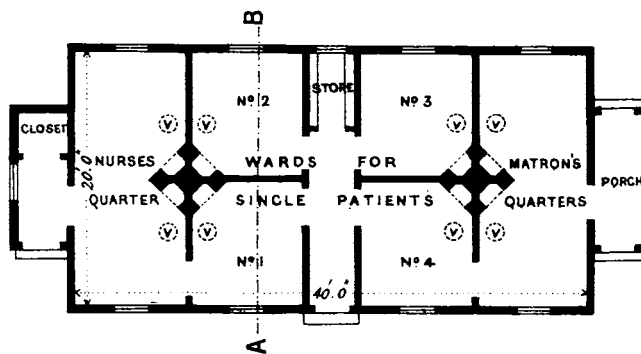 B
STORE
Nº 2
Nº 3
CLOSET
V V V V
NURSES WARDS FOR MATRON'S
20'.0"
PORCH
QUARTER SINGLE PATIENTS QUARTERS
V V V V
Nº 1
Nº 4
40'.0"
A